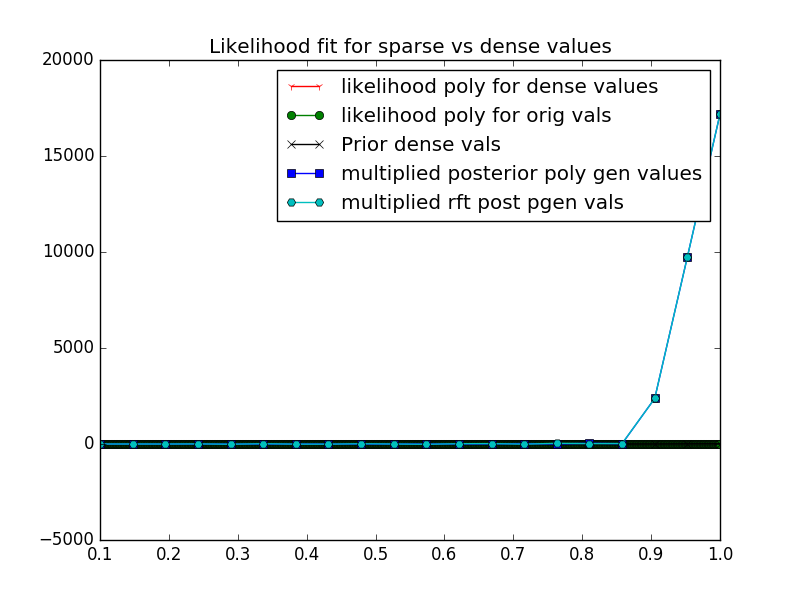 Likelihood fit for sparse vs dense values
20000
15000
10000
5000
0
−5000
likelihood poly for dense values
likelihood poly for orig vals
Prior dense vals
multiplied posterior poly gen values
multiplied rft post pgen vals
0.1 0.2 0.3 0.4 0.5 0.6 0.7 0.8 0.9 1.0